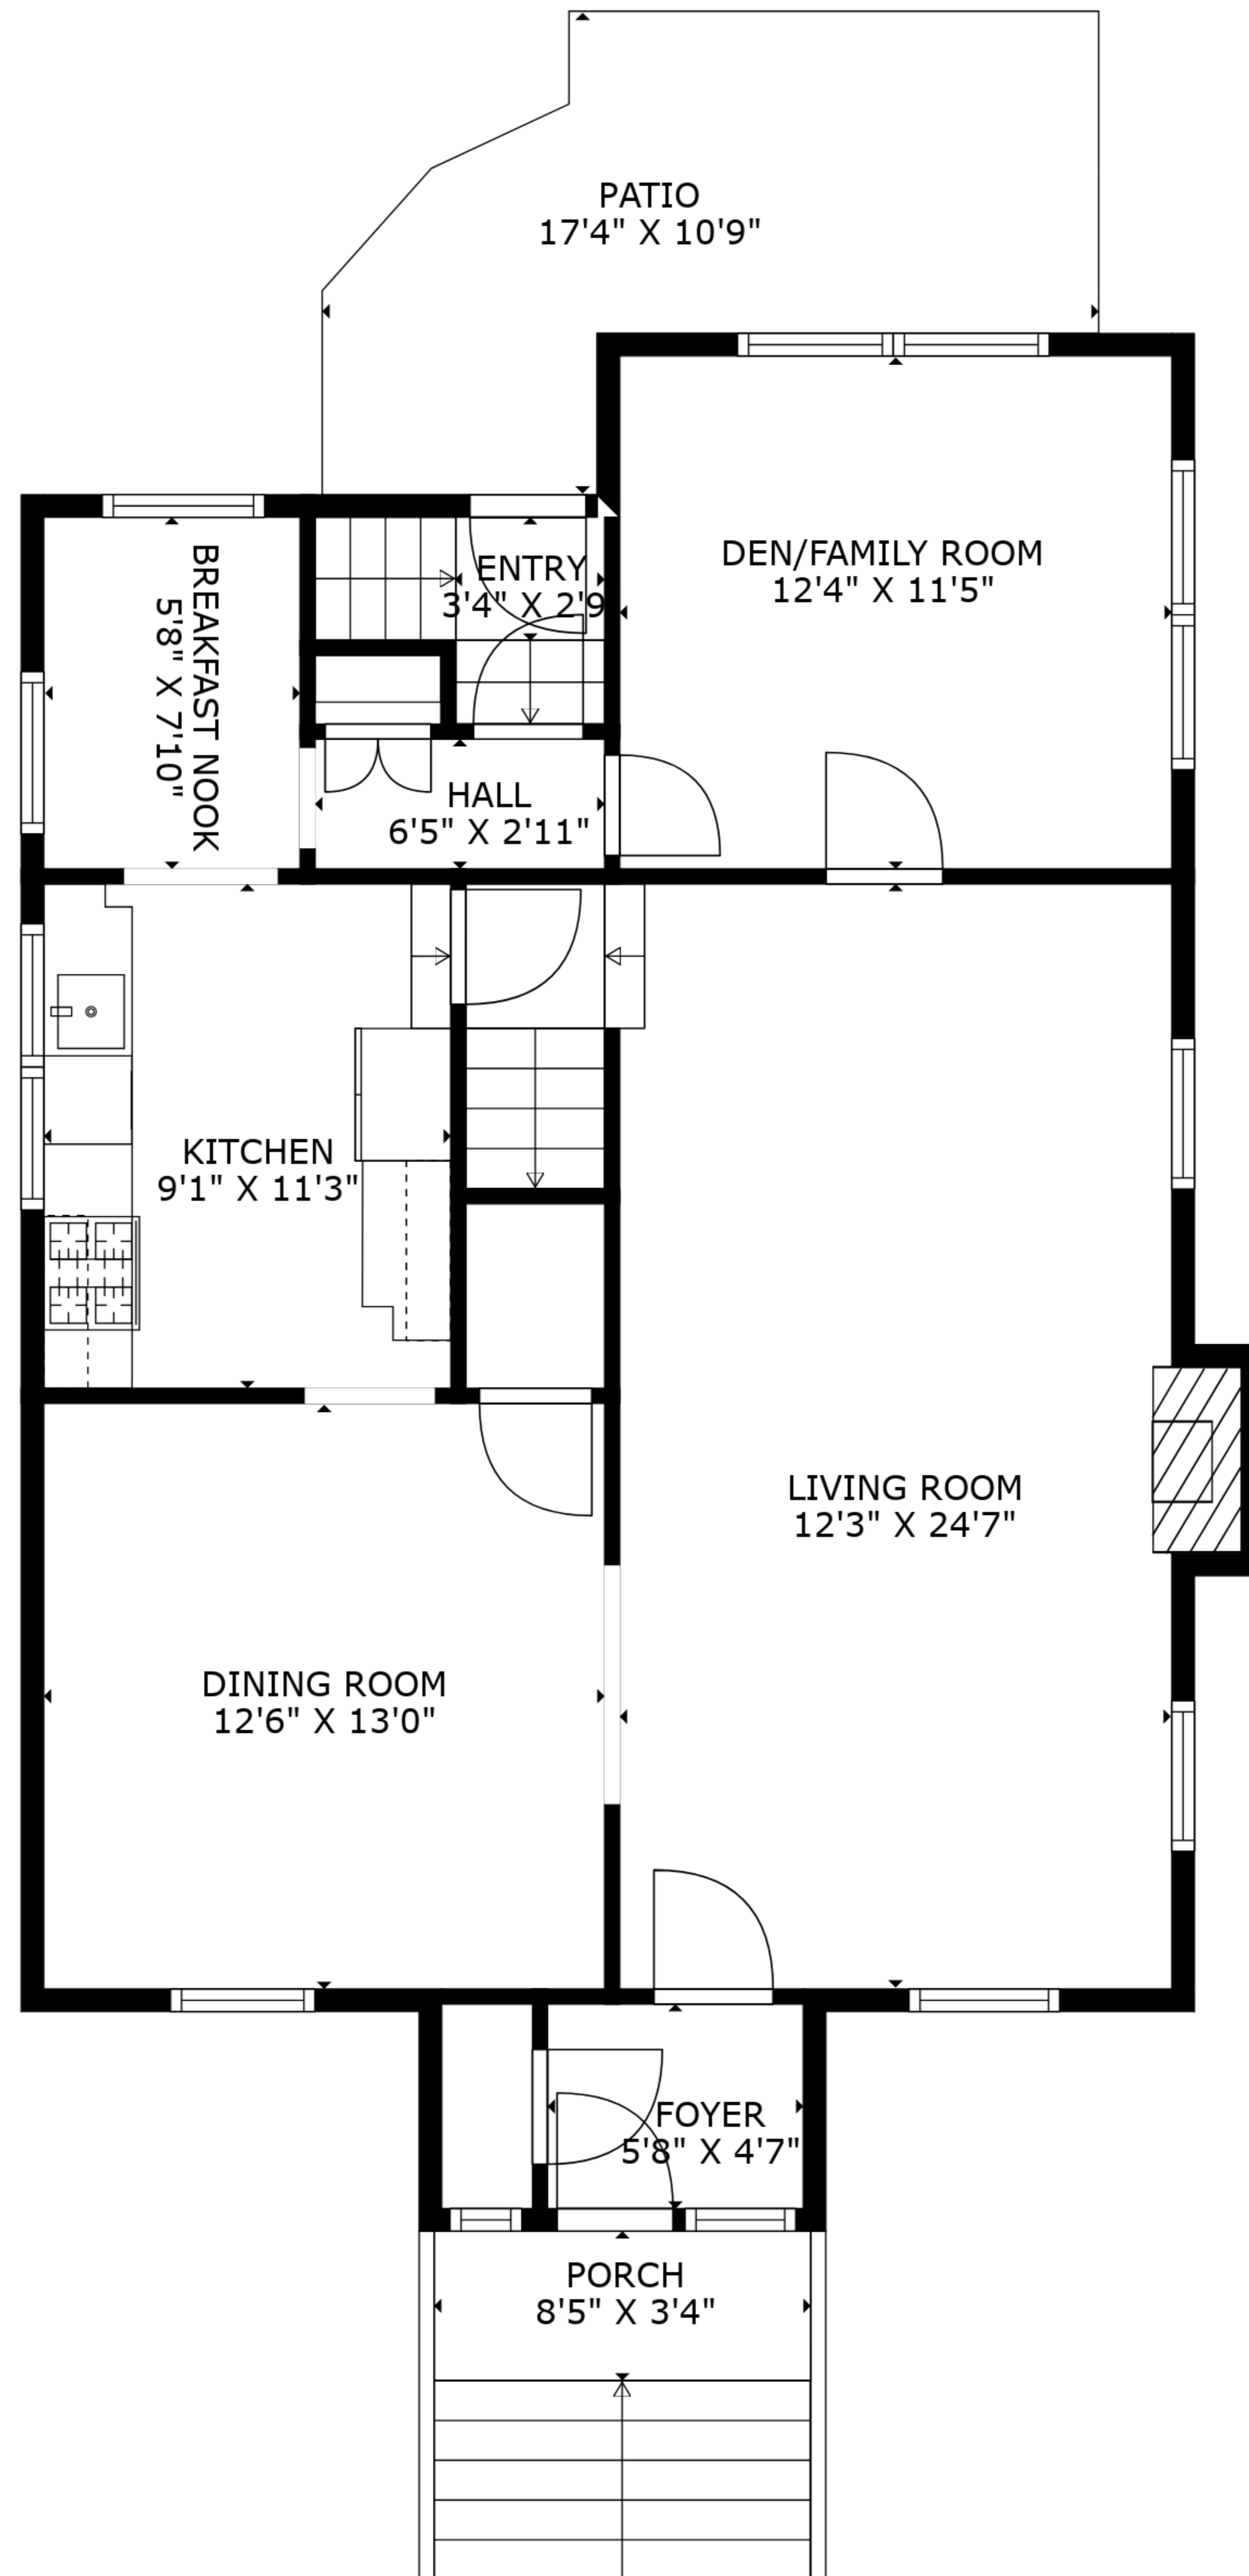 PATIO
17'4" X 10'9"
DEN/FAMILY ROOM
12'4" X 11'5"
ENTRY
3'4" X 2'9
BREAKFAST NOOK
5'8" X 7'10"
HALL
6'5" X 2'11"
KITCHEN
9'1" X 11'3"
LIVING ROOM
12'3" X 24'7"
DINING ROOM
12'6" X 13'0"
FOYER
5'8" X 4'7"
PORCH
8'5" X 3'4"